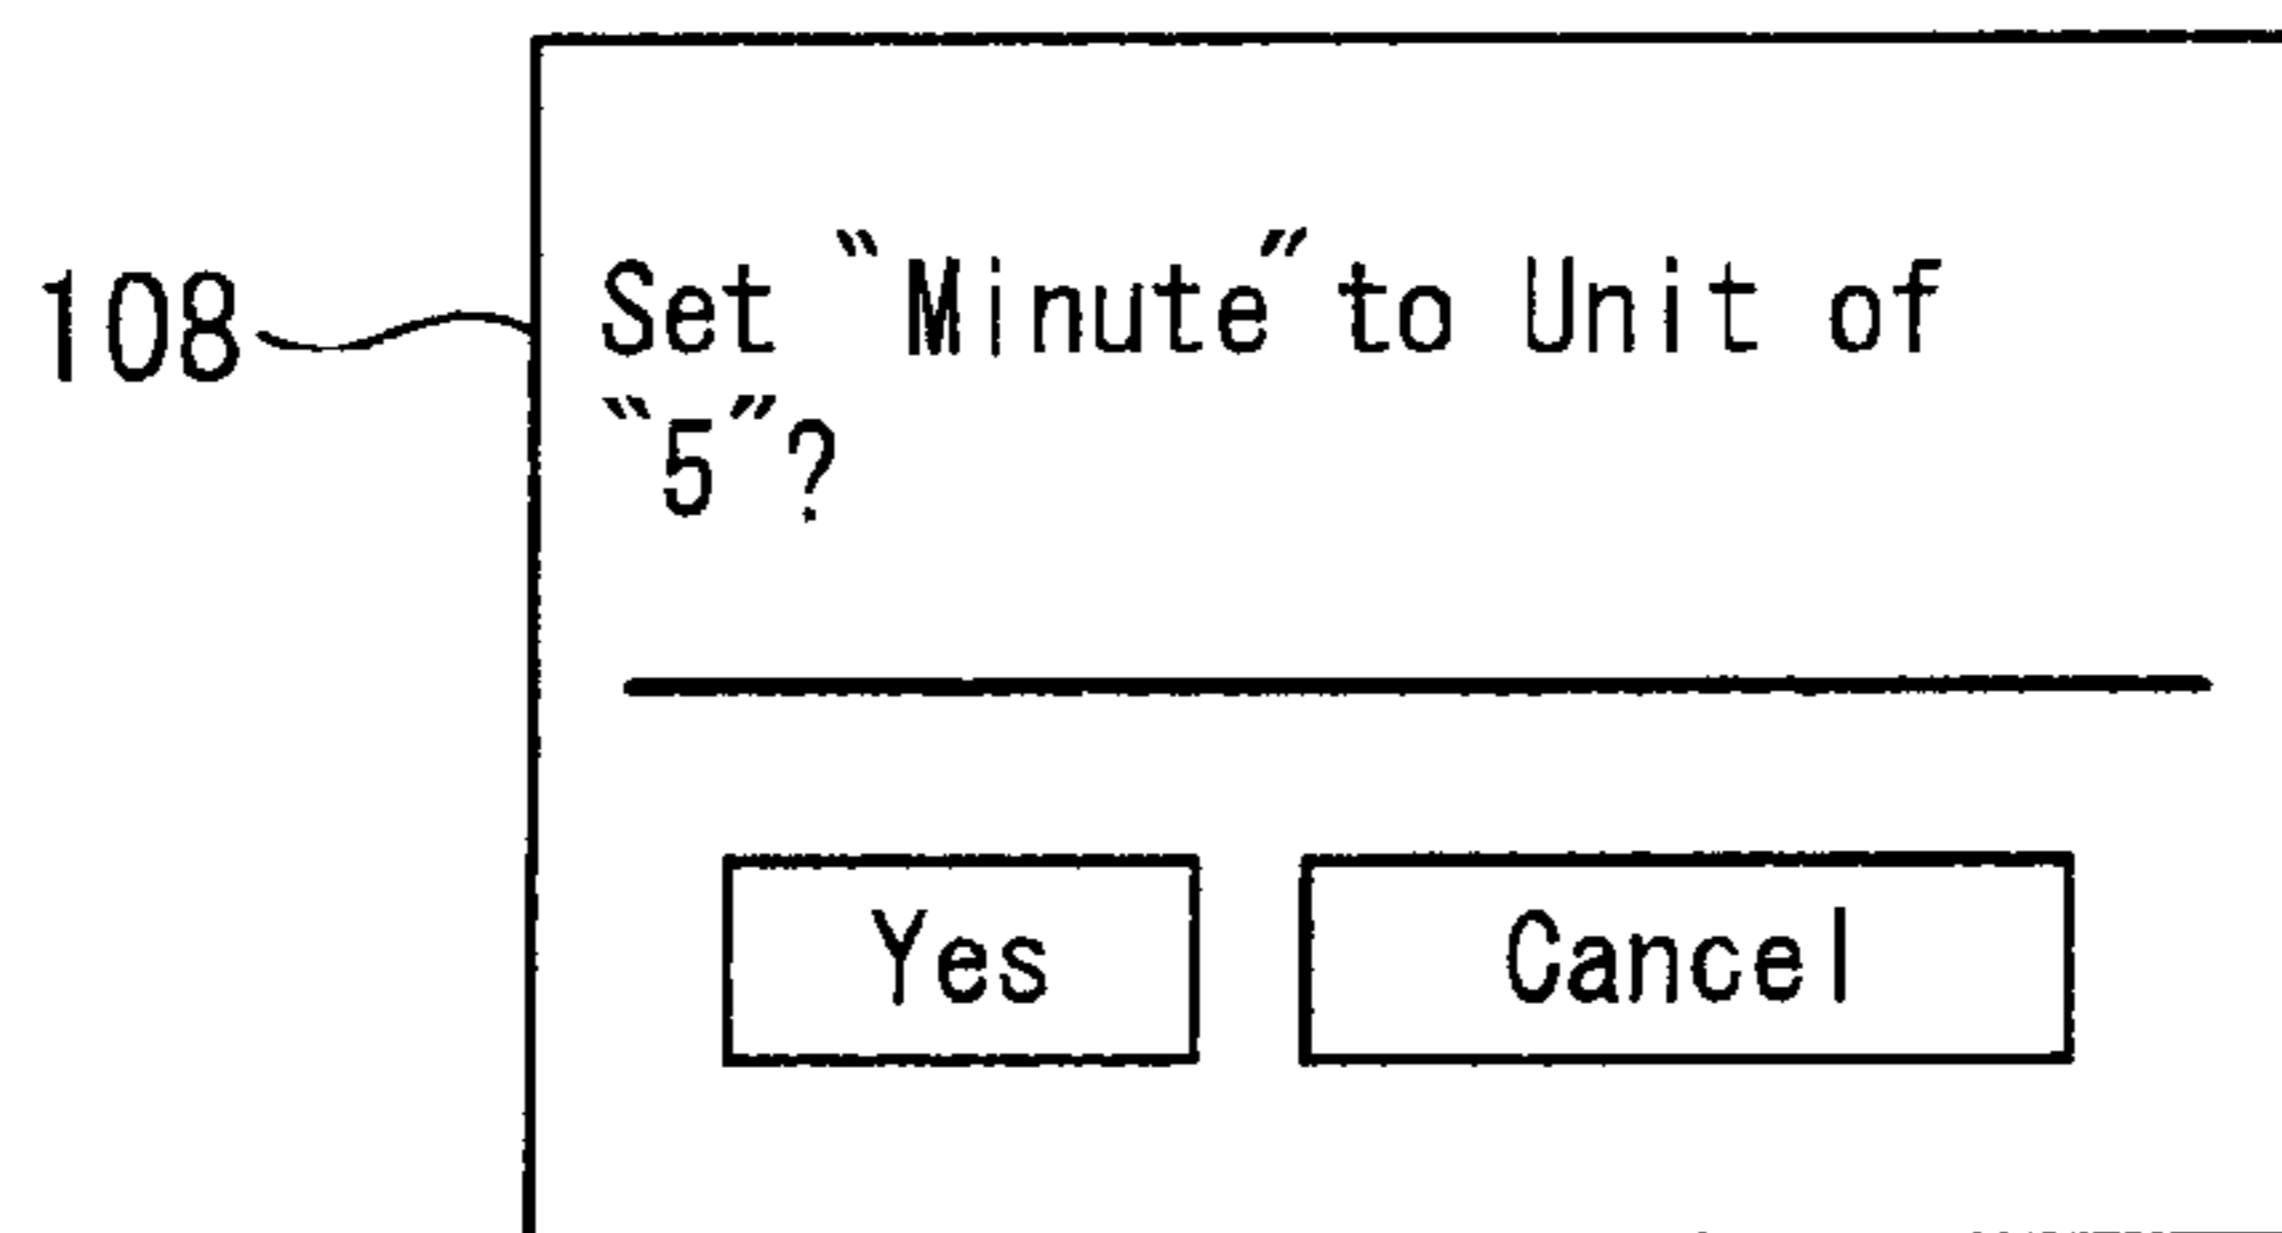 108
Set "Minute" to Unit of
"5"?
Yes
Cancel